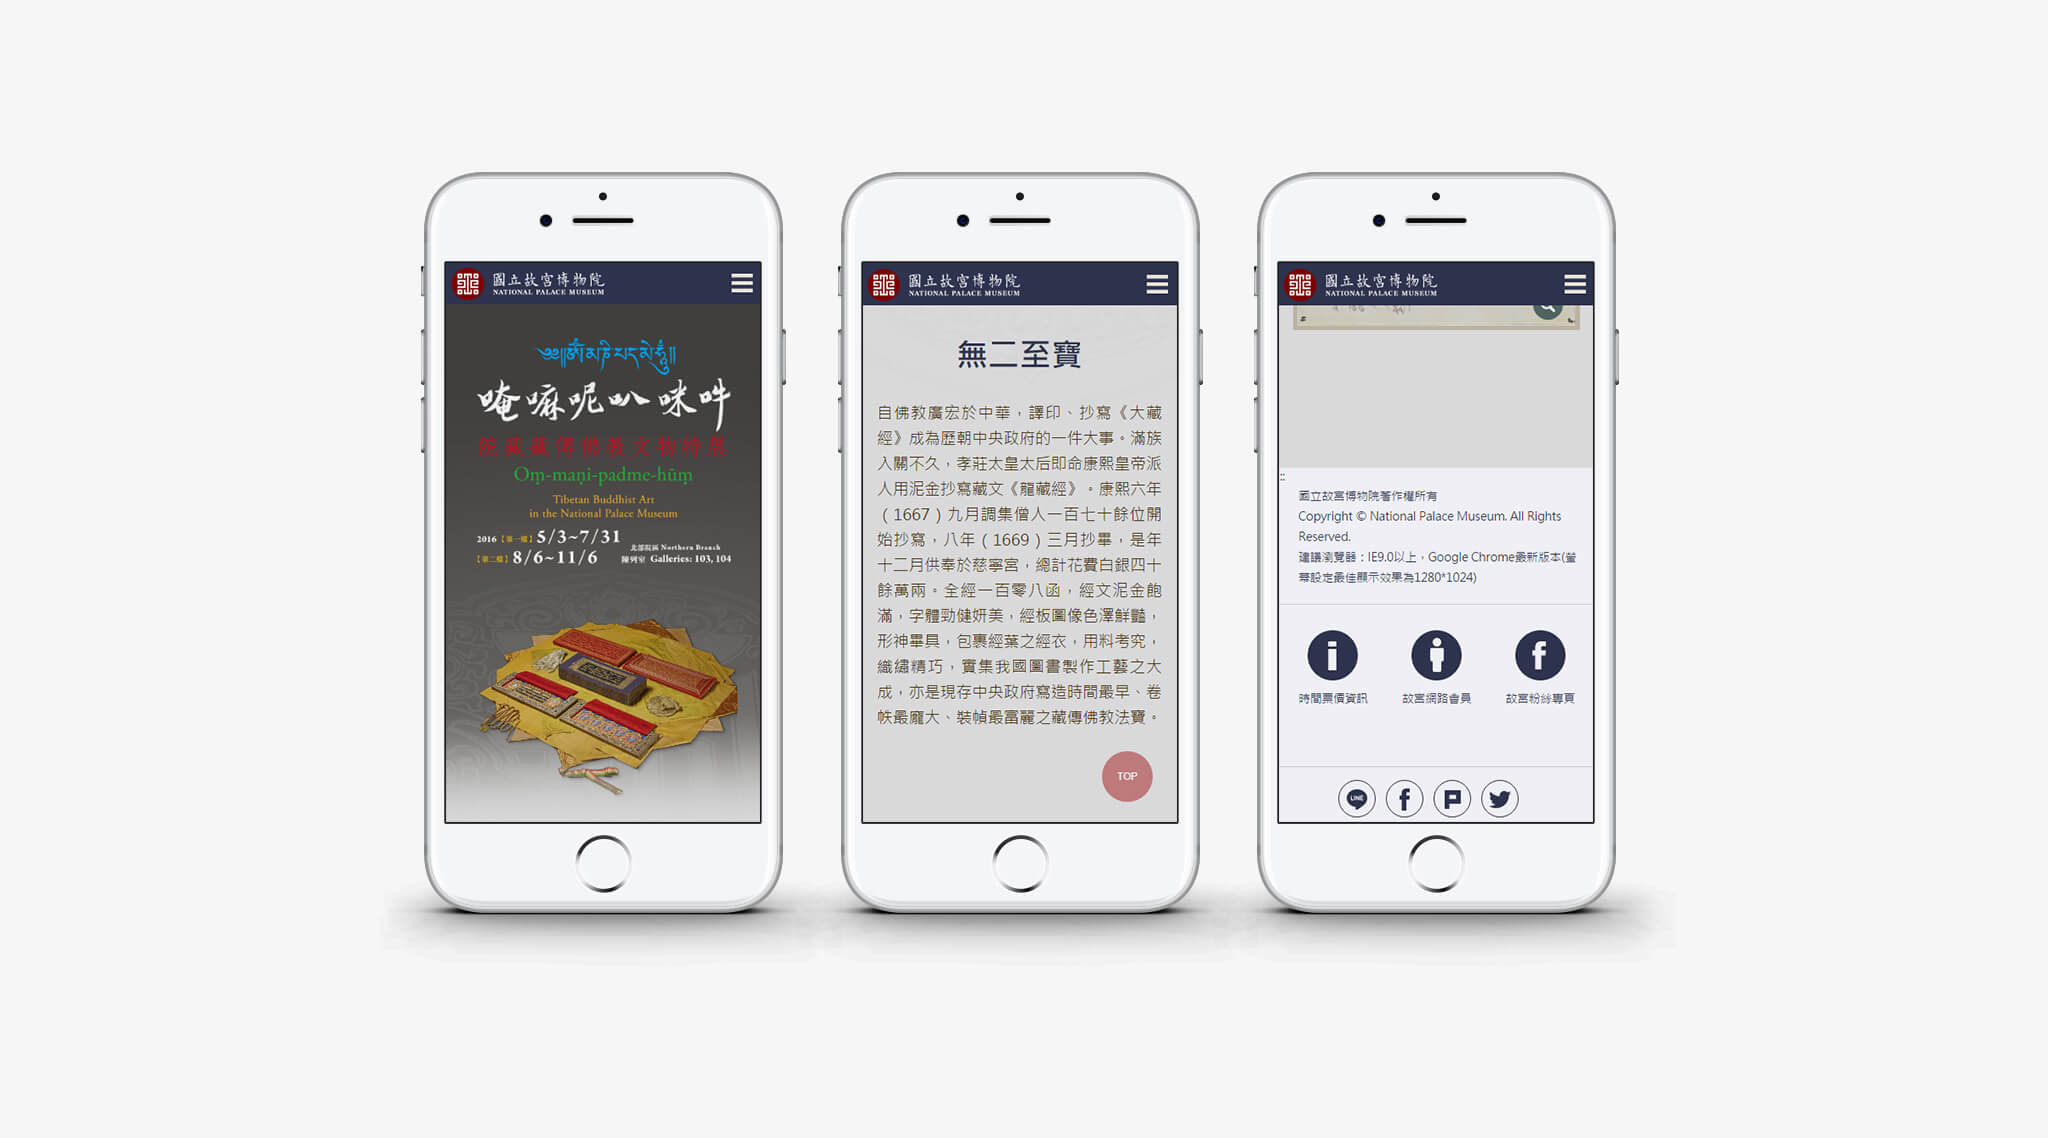 國立故宮博物院
NATIONAL PALACE MUSEUM
༄༅།།ཨོཾ་མ་ཎི་པད་མེ་ཧཱུྃ།།
唵嘛呢叭咪吽
院藏藏傳佛教文物特展
Oṃ-maṇi-padme-hūṃ
Tibetan Buddhist Art
in the National Palace Museum
2016【第一檔】5/3~7/31
【第二檔】8/6~11/6
北部院區 Northern Branch
陳列室 Galleries: 103, 104
國立故宮博物院
NATIONAL PALACE MUSEUM
無二至寶
自佛教廣宏於中華，譯印、抄寫《大藏
經》成為歷朝中央政府的一件大事。滿族
入關不久，孝莊太皇太后即命康熙皇帝派
人用泥金抄寫藏文《龍藏經》。康熙六年
（1667）九月調集僧人一百七十餘位開
始抄寫，八年（1669）三月抄畢，是年
十二月供奉於慈寧宮，總計花費白銀四十
餘萬兩。全經一百零八函，經文泥金飽
滿，字體勁健妍美，經板圖像色澤鮮豔，
形神畢具，包裹經葉之經衣，用料考究，
織繡精巧，實集我國圖書製作工藝之大
成，亦是現存中央政府寫造時間最早、卷
帙最龐大、裝幀最富麗之藏傳佛教法寶。
TOP
國立故宮博物院
NATIONAL PALACE MUSEUM
:::
國立故宮博物院著作權所有
Copyright © National Palace Museum. All Rights
Reserved.
建議瀏覽器：IE9.0以上，Google Chrome最新版本(螢
幕設定最佳顯示效果為1280*1024)
時間票價資訊
故宮網路會員
故宮粉絲專頁
LINE